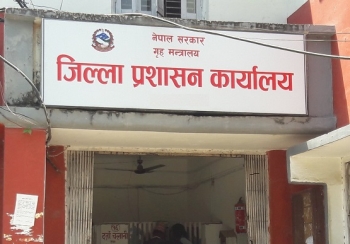 नेपाल सरकार
गृह मन्त्रालय
जिल्ला प्रशासन कार्यालय